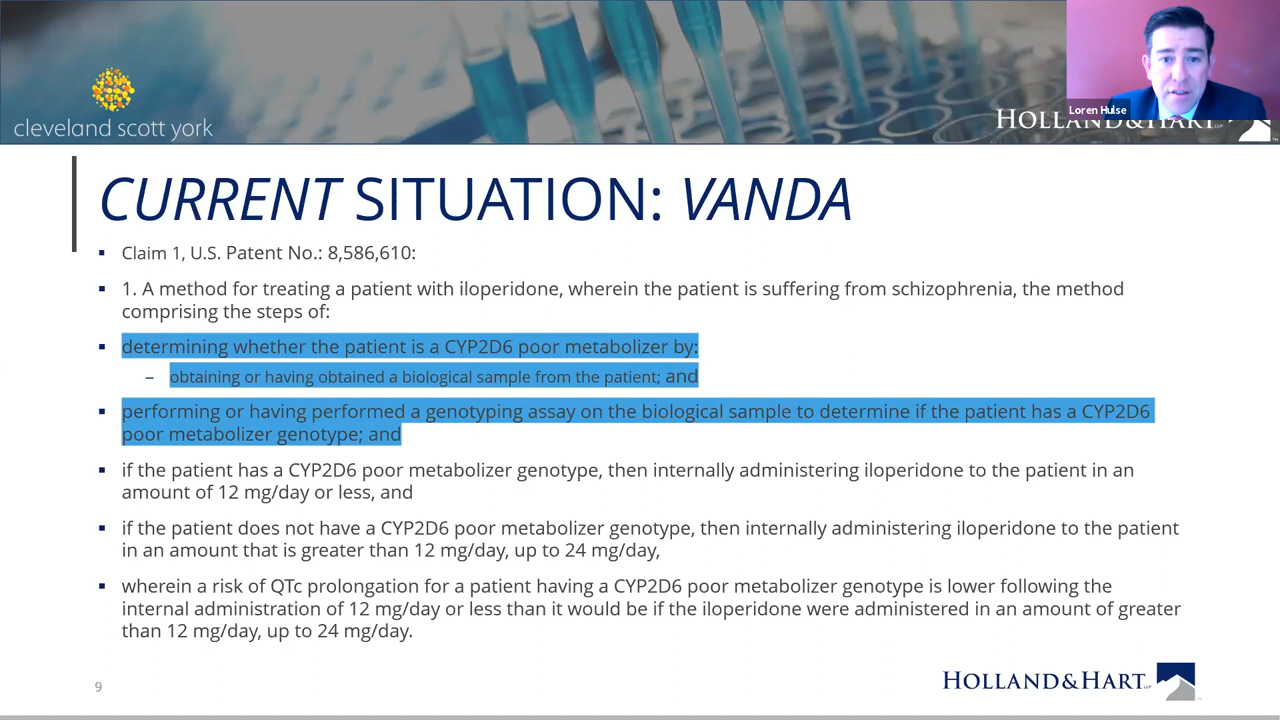 Loren Hulse
cleveland scott york
HOLLAND&HART
CURRENT SITUATION: VANDA
▪ Claim 1, U.S. Patent No.: 8,586,610:
▪ 1. A method for treating a patient with iloperidone, wherein the patient is suffering from schizophrenia, the method
comprising the steps of:
▪ determining whether the patient is a CYP2D6 poor metabolizer by:
– obtaining or having obtained a biological sample from the patient; and
▪ performing or having performed a genotyping assay on the biological sample to determine if the patient has a CYP2D6
poor metabolizer genotype; and
▪ if the patient has a CYP2D6 poor metabolizer genotype, then internally administering iloperidone to the patient in an
amount of 12 mg/day or less, and
▪ if the patient does not have a CYP2D6 poor metabolizer genotype, then internally administering iloperidone to the patient
in an amount that is greater than 12 mg/day, up to 24 mg/day,
▪ wherein a risk of QTc prolongation for a patient having a CYP2D6 poor metabolizer genotype is lower following the
internal administration of 12 mg/day or less than it would be if the iloperidone were administered in an amount of greater
than 12 mg/day, up to 24 mg/day.
9
HOLLAND&HART